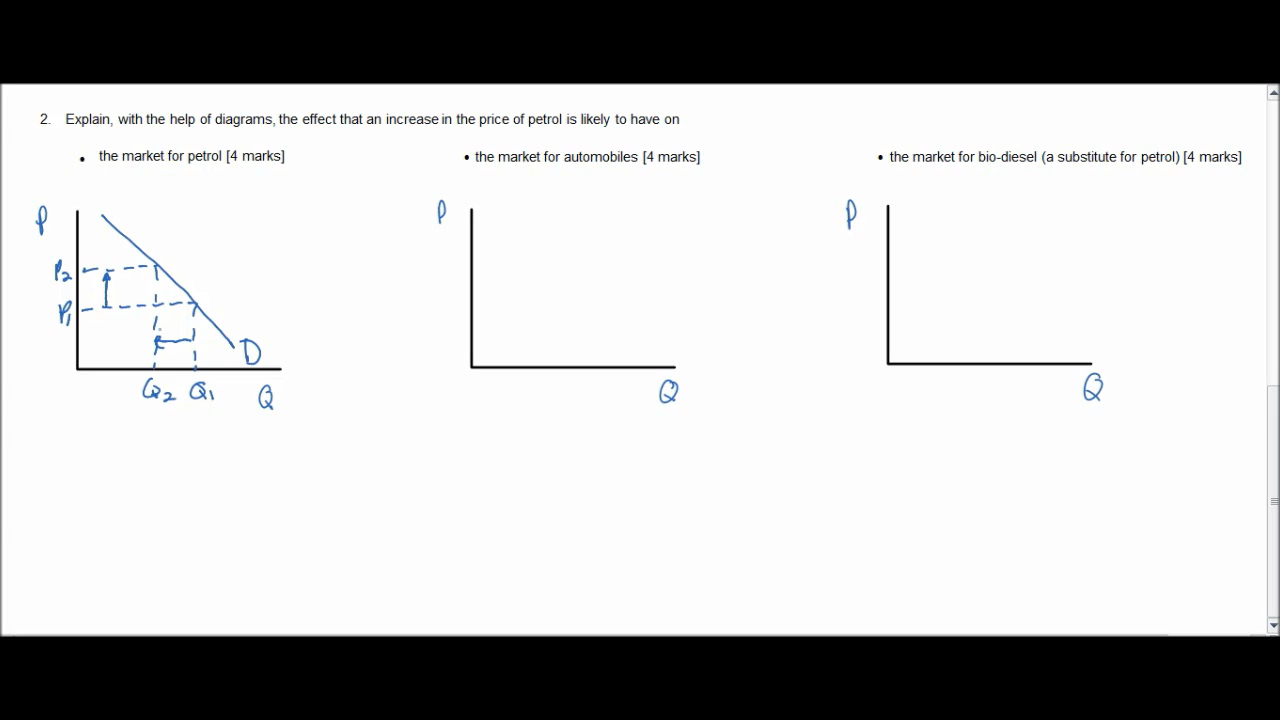 2. Explain, with the help of diagrams, the effect that an increase in the price of petrol is likely to have on
• the market for petrol [4 marks]
• the market for automobiles [4 marks]
• the market for bio-diesel (a substitute for petrol) [4 marks]
P
P2
P1
D
Q2 Q1 Q
P
Q
P
Q